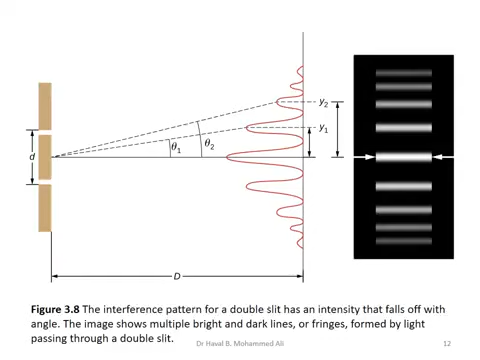 y2
y1
d
θ1
θ2
D
Figure 3.8 The interference pattern for a double slit has an intensity that falls off with
angle. The image shows multiple bright and dark lines, or fringes, formed by light
passing through a double slit.
Dr Haval B. Mohammed Ali
12